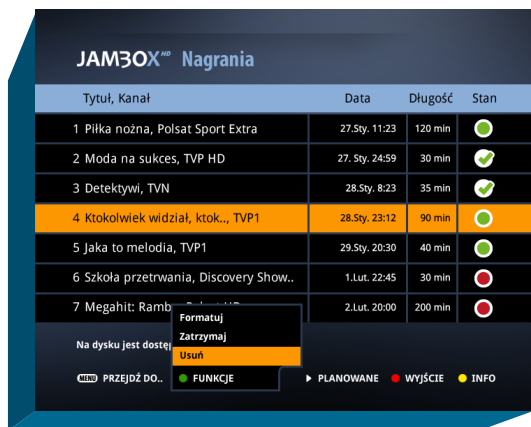 JAMBOX HD Nagrania
Tytuł, Kanał Data Długość Stan
1 Piłka nożna, Polsat Sport Extra 27.Sty. 11:23 120 min
2 Moda na sukces, TVP HD 27. Sty. 24:59 30 min
3 Detektywi, TVN 28.Sty. 8:23 35 min
4 Ktokolwiek widział, ktok.., TVP1 28.Sty. 23:12 90 min
5 Jaka to melodia, TVP1 29.Sty. 20:30 40 min
6 Szkoła przetrwania, Discovery Show.. 1.Lut. 22:45 30 min
7 Megahit: 2.Lut. 20:00 200 min
Formatuj
Zatrzymaj
Na dysku jest
Usuń
MENU PRZEJDŹ DO.. FUNKCJE PLANOWANE WYJŚCIE INFO